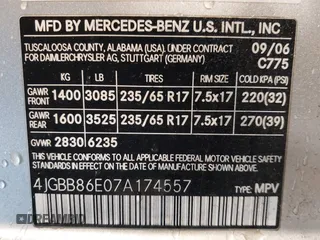 MFD BY MERCEDES-BENZ U.S. INTL., INC
TUSCALOOSA COUNTY, ALABAMA (USA) UNDER CONTRACT 09/06
FOR DAIMLERCHRYSLER AG, STUTTGART (GERMANY) C775
KG LB TIRES RIM SIZE COLD KPA (PSI)
GAWR FRONT 1400 3085 235/65 R17 7.5x17 220(32)
GAWR REAR 1600 3525 235/65 R17 7.5x17 270(39)
GVWR 2830 6235
THIS VEHICLE CONFORMS TO ALL APPLICABLE FEDERAL MOTOR
VEHICLE SAFETY STANDARDS IN EFFECT ON THE DATE OF
MANUFACTURE SHOWN ABOVE.
4JGBB86E07A174557 TYPE: MPV